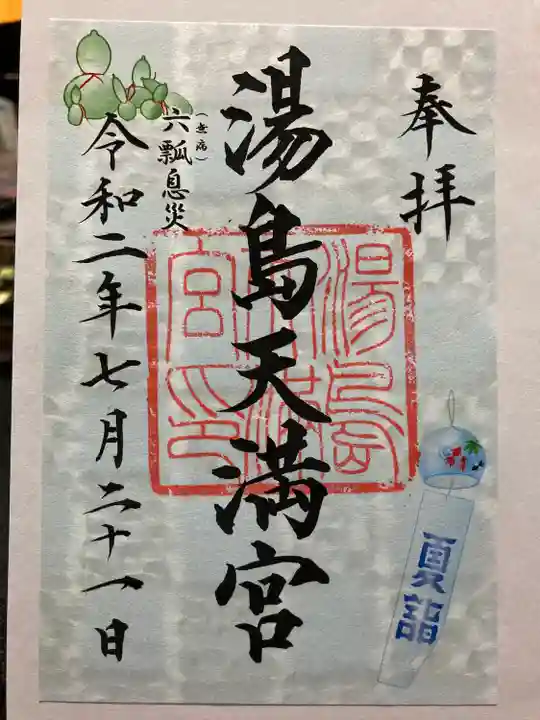 奉拝
湯島天満宮
湯島天満宮印
(無病)
六瓢息災
令和二年七月二十一日
夏詣